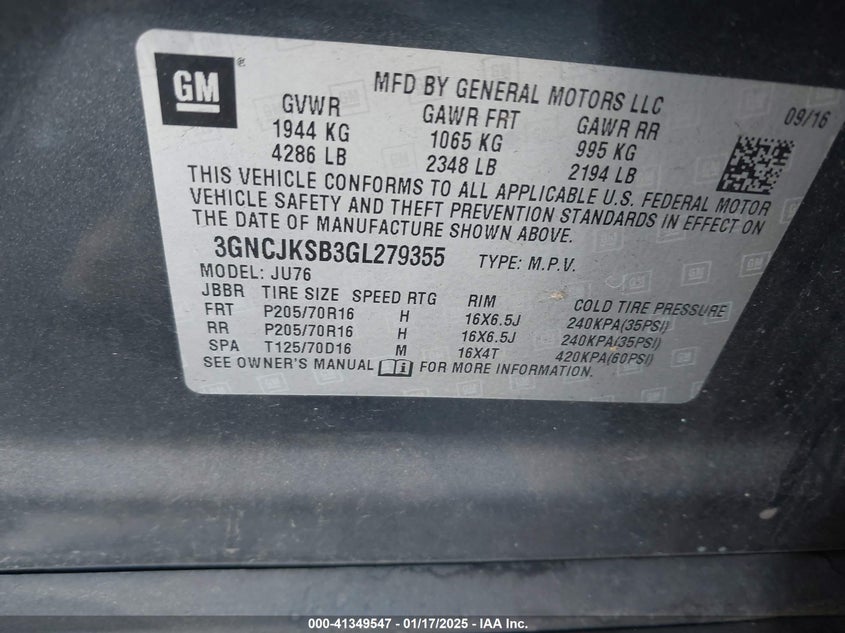 GM ®
MFD BY GENERAL MOTORS LLC
09/16
GVWR GAWR FRT GAWR RR
1944 KG 1065 KG 995 KG
4286 LB 2348 LB 2194 LB
THIS VEHICLE CONFORMS TO ALL APPLICABLE U.S. FEDERAL MOTOR
VEHICLE SAFETY AND THEFT PREVENTION STANDARDS IN EFFECT ON
THE DATE OF MANUFACTURE SHOWN ABOVE.
3GNCJKSB3GL279355 TYPE: M.P.V.
MODEL: JU76
JBBR TIRE SIZE SPEED RTG RIM COLD TIRE PRESSURE
FRT P205/70R16 H 16X6.5J 240KPA(35PSI)
RR P205/70R16 H 16X6.5J 240KPA(35PSI)
SPA T125/70D16 M 16X4T 420KPA(60PSI)
SEE OWNER'S MANUAL i FOR MORE INFORMATION.
000-41349547 — 01/17/2025 — IAA Inc.